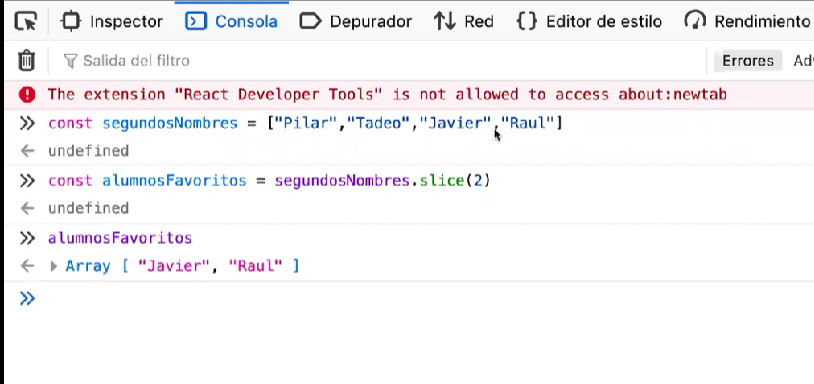 Inspector Consola Depurador Red {} Editor de estilo Rendimiento
Salida del filtro Errores
The extension "React Developer Tools" is not allowed to access about:newtab
>> const segundosNombres = ["Pilar","Tadeo","Javier","Raul"]
← undefined
>> const alumnosFavoritos = segundosNombres.slice(2)
← undefined
>> alumnosFavoritos
← ▸ Array [ "Javier", "Raul" ]
>>